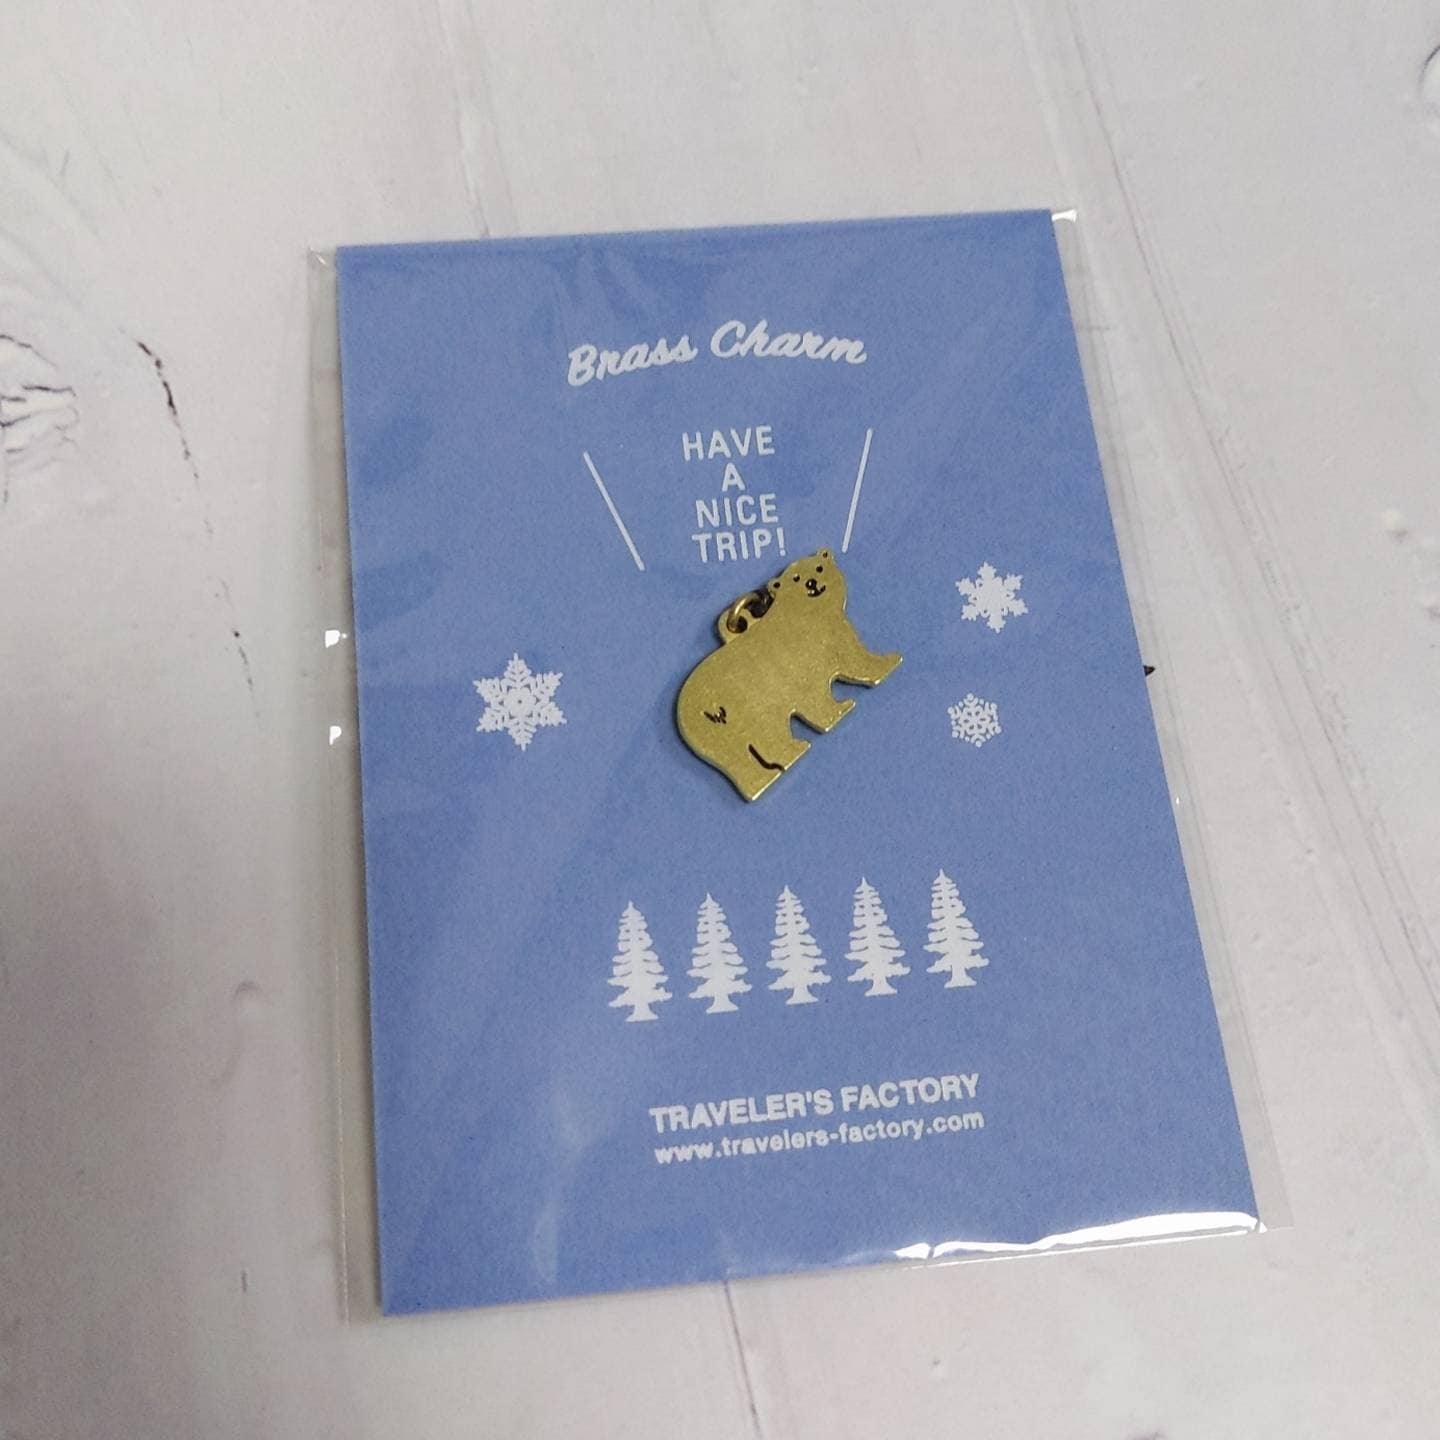 Brass Charm
HAVE
A
NICE
TRIP!
TRAVELER'S FACTORY
www.travelers-factory.com